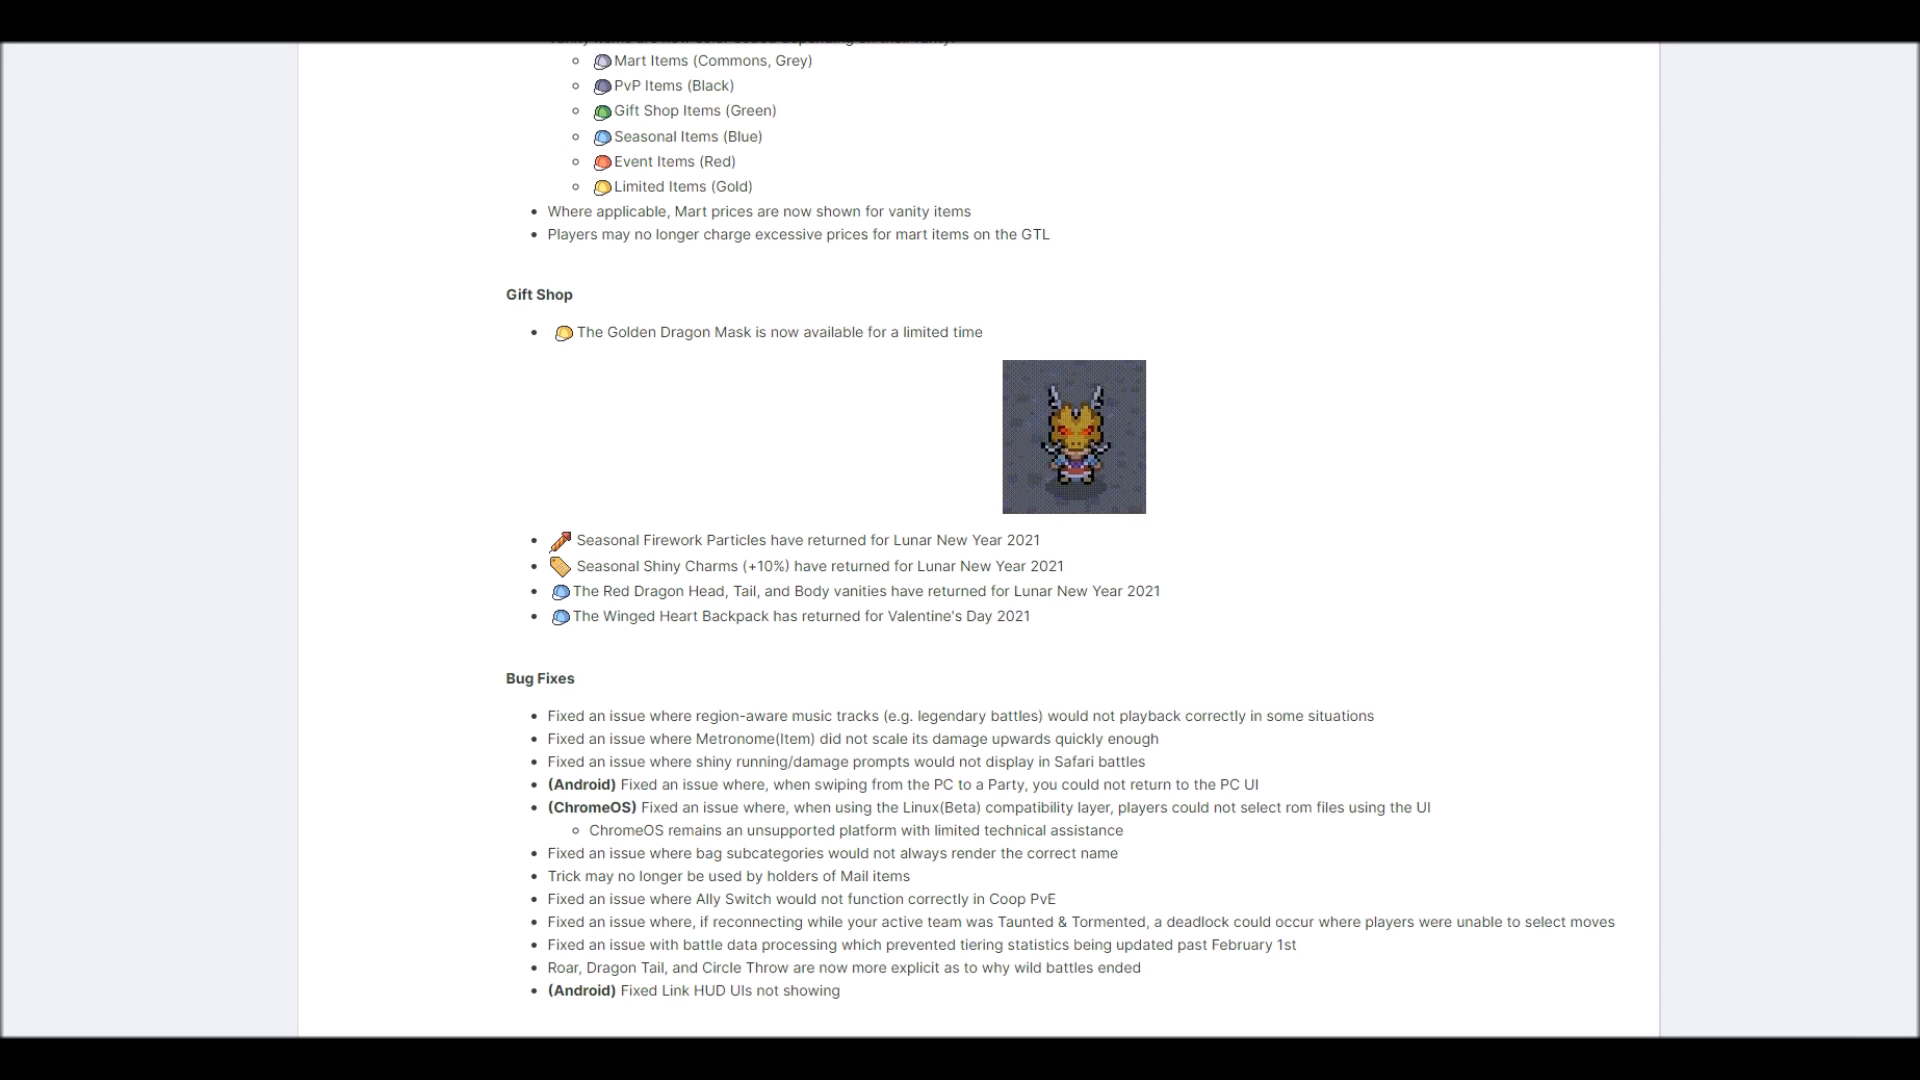 Mart Items (Commons, Grey)
PvP Items (Black)
Gift Shop Items (Green)
Seasonal Items (Blue)
Event Items (Red)
Limited Items (Gold)
Where applicable, Mart prices are now shown for vanity items
Players may no longer charge excessive prices for mart items on the GTL
Gift Shop
The Golden Dragon Mask is now available for a limited time
Seasonal Firework Particles have returned for Lunar New Year 2021
Seasonal Shiny Charms (+10%) have returned for Lunar New Year 2021
The Red Dragon Head, Tail, and Body vanities have returned for Lunar New Year 2021
The Winged Heart Backpack has returned for Valentine's Day 2021
Bug Fixes
Fixed an issue where region-aware music tracks (e.g. legendary battles) would not playback correctly in some situations
Fixed an issue where Metronome(Item) did not scale its damage upwards quickly enough
Fixed an issue where shiny running/damage prompts would not display in Safari battles
(Android) Fixed an issue where, when swiping from the PC to a Party, you could not return to the PC UI
(ChromeOS) Fixed an issue where, when using the Linux(Beta) compatibility layer, players could not select rom files using the UI
ChromeOS remains an unsupported platform with limited technical assistance
Fixed an issue where bag subcategories would not always render the correct name
Trick may no longer be used by holders of Mail items
Fixed an issue where Ally Switch would not function correctly in Coop PvE
Fixed an issue where, if reconnecting while your active team was Taunted & Tormented, a deadlock could occur where players were unable to select moves
Fixed an issue with battle data processing which prevented tiering statistics being updated past February 1st
Roar, Dragon Tail, and Circle Throw are now more explicit as to why wild battles ended
(Android) Fixed Link HUD UIs not showing